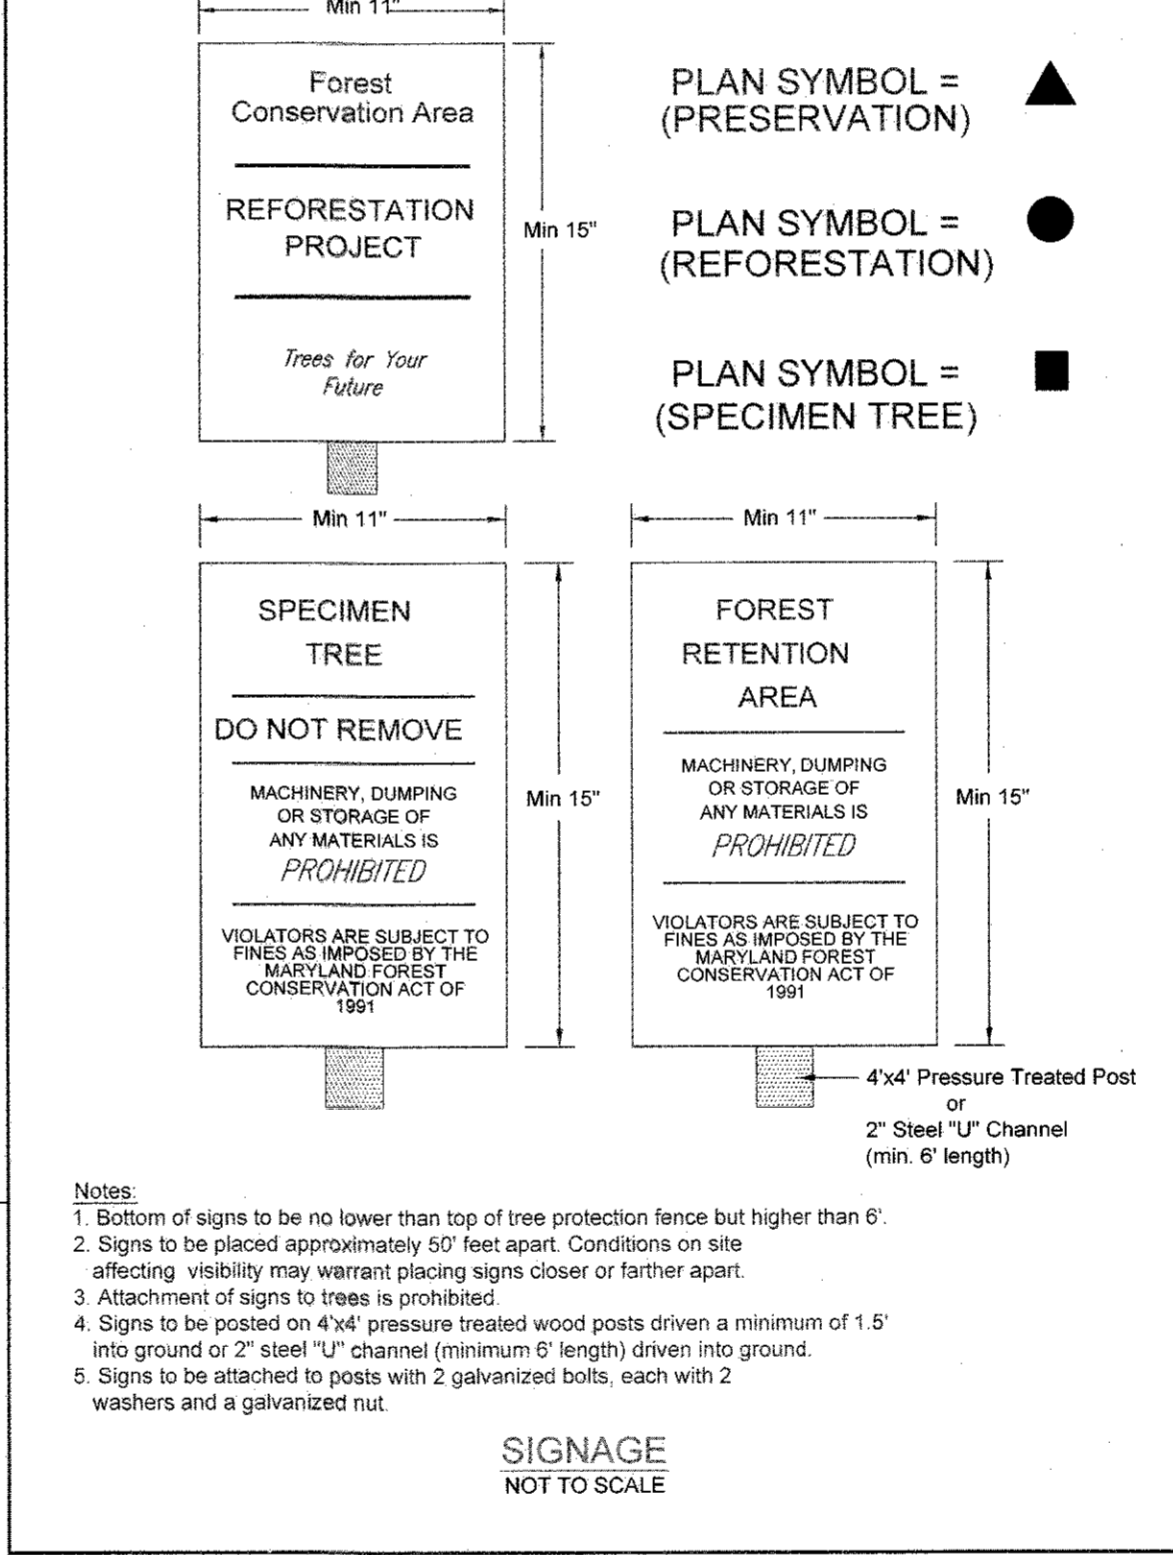 Min 11"
Forest
Conservation Area
REFORESTATION
PROJECT
Trees for Your
Future
Min 15"
PLAN SYMBOL =
(PRESERVATION)
PLAN SYMBOL =
(REFORESTATION)
PLAN SYMBOL =
(SPECIMEN TREE)
Min 11"
SPECIMEN
TREE
DO NOT REMOVE
MACHINERY, DUMPING
OR STORAGE OF
ANY MATERIALS IS
PROHIBITED
VIOLATORS ARE SUBJECT TO
FINES AS IMPOSED BY THE
MARYLAND FOREST
CONSERVATION ACT OF
1991
Min 15"
Min 11"
FOREST
RETENTION
AREA
MACHINERY, DUMPING
OR STORAGE OF
ANY MATERIALS IS
PROHIBITED
VIOLATORS ARE SUBJECT TO
FINES AS IMPOSED BY THE
MARYLAND FOREST
CONSERVATION ACT OF
1991
Min 15"
4'x4' Pressure Treated Post
or
2" Steel "U" Channel
(min. 6' length)
Notes:
1. Bottom of signs to be no lower than top of tree protection fence but higher than 6'.
2. Signs to be placed approximately 50' feet apart. Conditions on site
affecting visibility may warrant placing signs closer or farther apart.
3. Attachment of signs to trees is prohibited.
4. Signs to be posted on 4'x4' pressure treated wood posts driven a minimum of 1.5'
into ground or 2" steel "U" channel (minimum 6' length) driven into ground.
5. Signs to be attached to posts with 2 galvanized bolts, each with 2
washers and a galvanized nut.
SIGNAGE
NOT TO SCALE